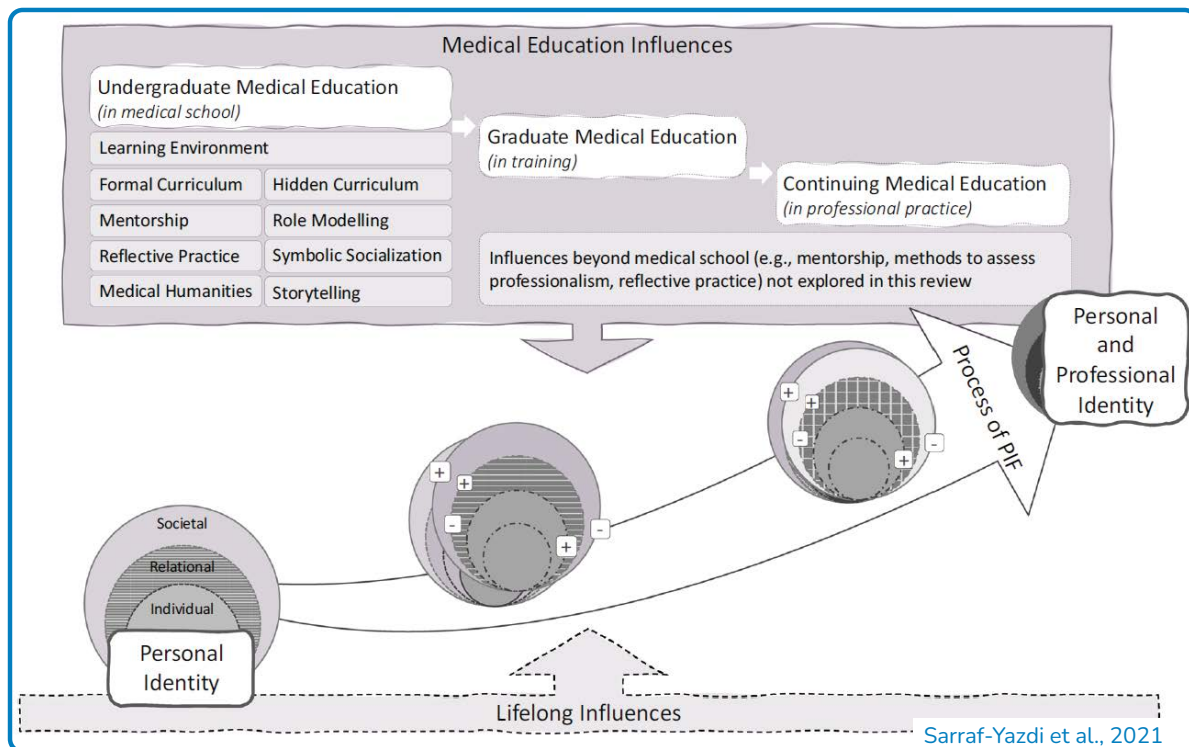 Medical Education Influences
Undergraduate Medical Education
(in medical school)
Learning Environment
Formal Curriculum
Hidden Curriculum
Mentorship
Role Modelling
Reflective Practice
Symbolic Socialization
Medical Humanities
Storytelling
Graduate Medical Education
(in training)
Continuing Medical Education
(in professional practice)
Influences beyond medical school (e.g., mentorship, methods to assess
professionalism, reflective practice) not explored in this review
Personal
and
Professional
Identity
Process of PIF
+
+
-
+
-
+
+
-
+
-
Societal
Relational
Individual
Personal
Identity
Lifelong Influences
Sarraf-Yazdi et al., 2021